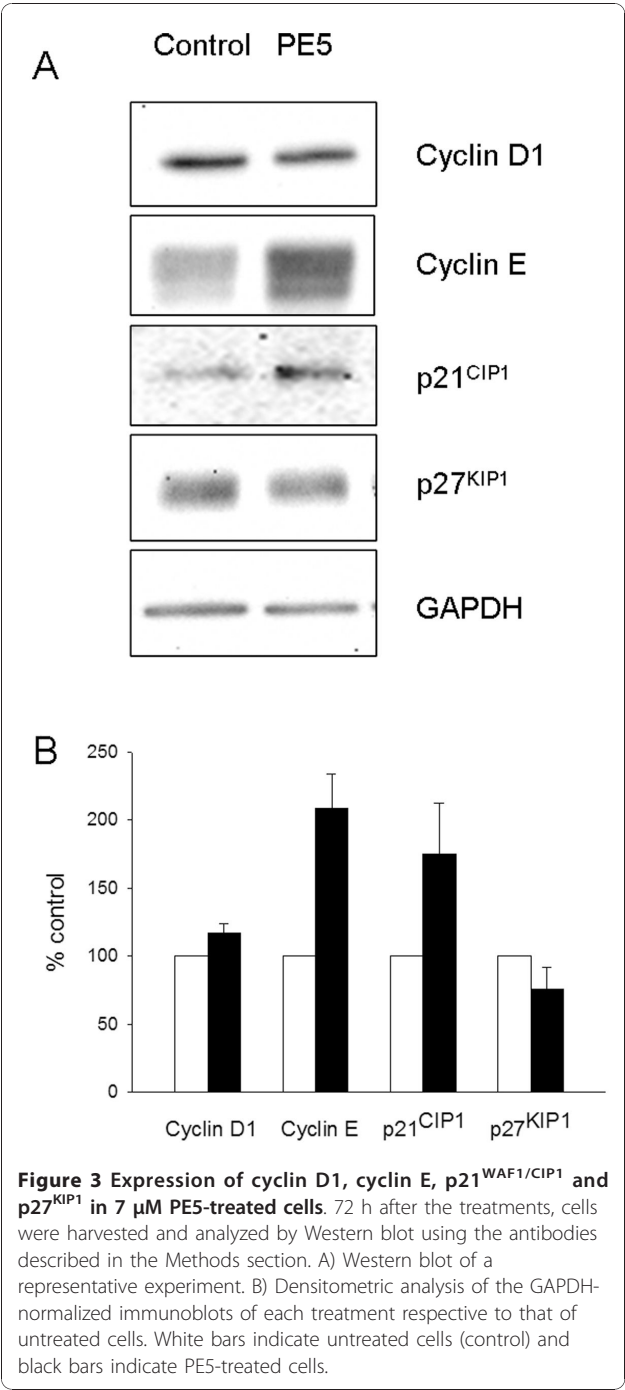 A
Control PE5
Cyclin D1
Cyclin E
p21CIP1
p27KIP1
GAPDH
B
250
200
150
100
50
0
% control
Cyclin D1 Cyclin E p21CIP1 p27KIP1
Figure 3 Expression of cyclin D1, cyclin E, p21WAF1/CIP1 and
p27KIP1 in 7 μM PE5-treated cells. 72 h after the treatments, cells
were harvested and analyzed by Western blot using the antibodies
described in the Methods section. A) Western blot of a
representative experiment. B) Densitometric analysis of the GAPDH-
normalized immunoblots of each treatment respective to that of
untreated cells. White bars indicate untreated cells (control) and
black bars indicate PE5-treated cells.